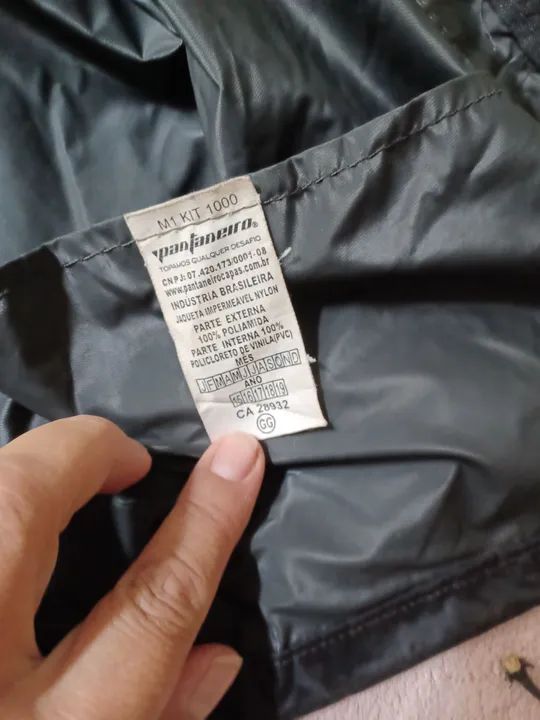 M1 KIT 1000
pantaneiro®
TOPAMOS QUALQUER DESAFIO
CNPJ: 07.420.173/0001-08
www.pantaneirocapas.com.br
INDUSTRIA BRASILEIRA
JAQUETA IMPERMEAVEL NYLON
PARTE EXTERNA
100% POLIAMIDA
PARTE INTERNA 100%
POLICLORETO DE VINILA(PVC)
MÊS
J F M A M J J A S O N D
ANO
15 16 17 18 19
CA 28932
GG